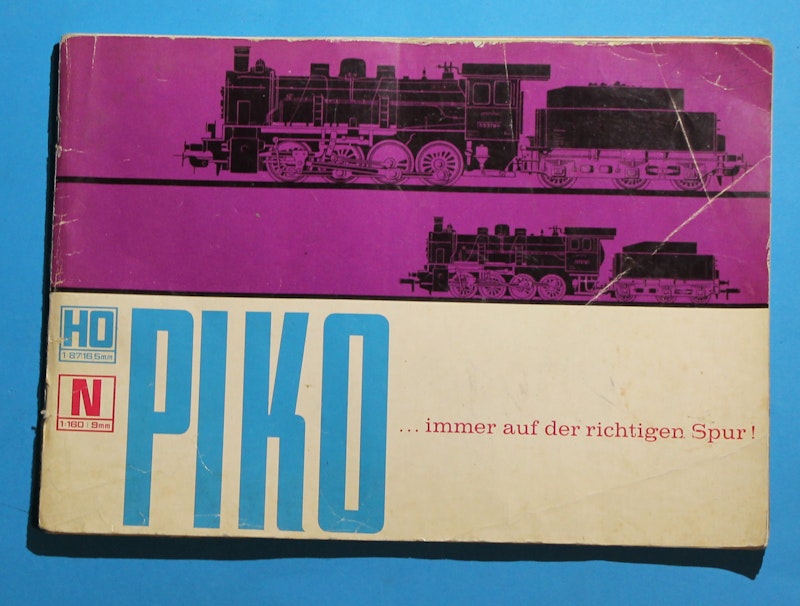 HO
1:87 16,5mm
N
1:160 9mm
PIKO
... immer auf der richtigen Spur!